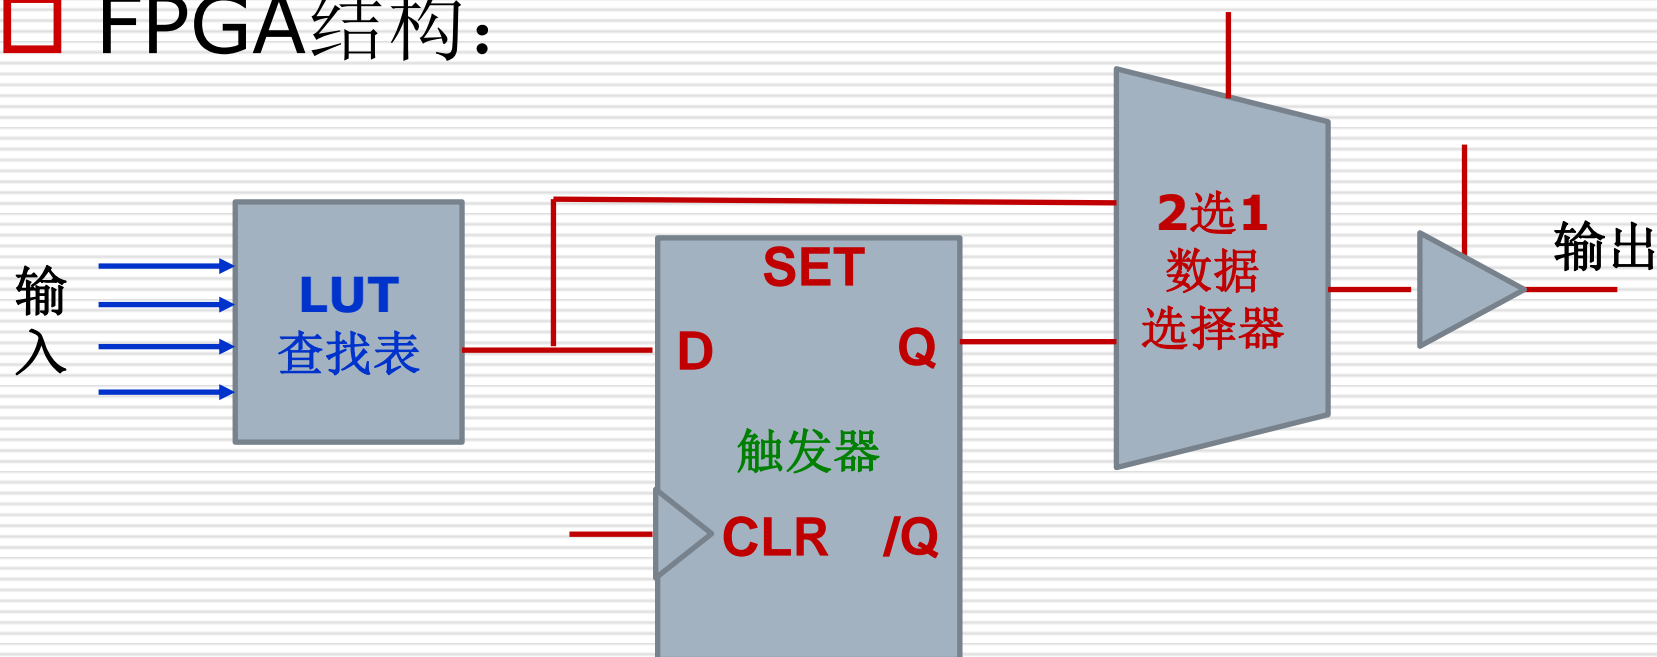 FPGA结构：
输
入
LUT
查找表
SET
D
Q
触发器
CLR
/Q
2选1
数据
选择器
输出